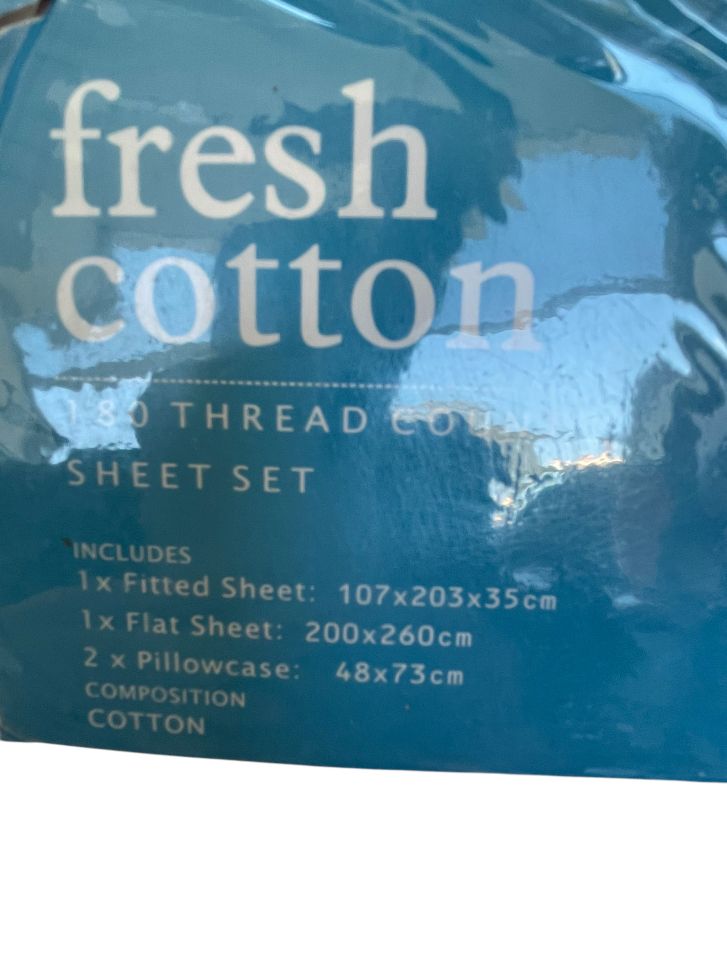 fresh
cotton
180 THREAD COUNT
SHEET SET
INCLUDES
1x Fitted Sheet: 107x203x35cm
1x Flat Sheet: 200x260cm
2 x Pillowcase: 48x73cm
COMPOSITION
COTTON